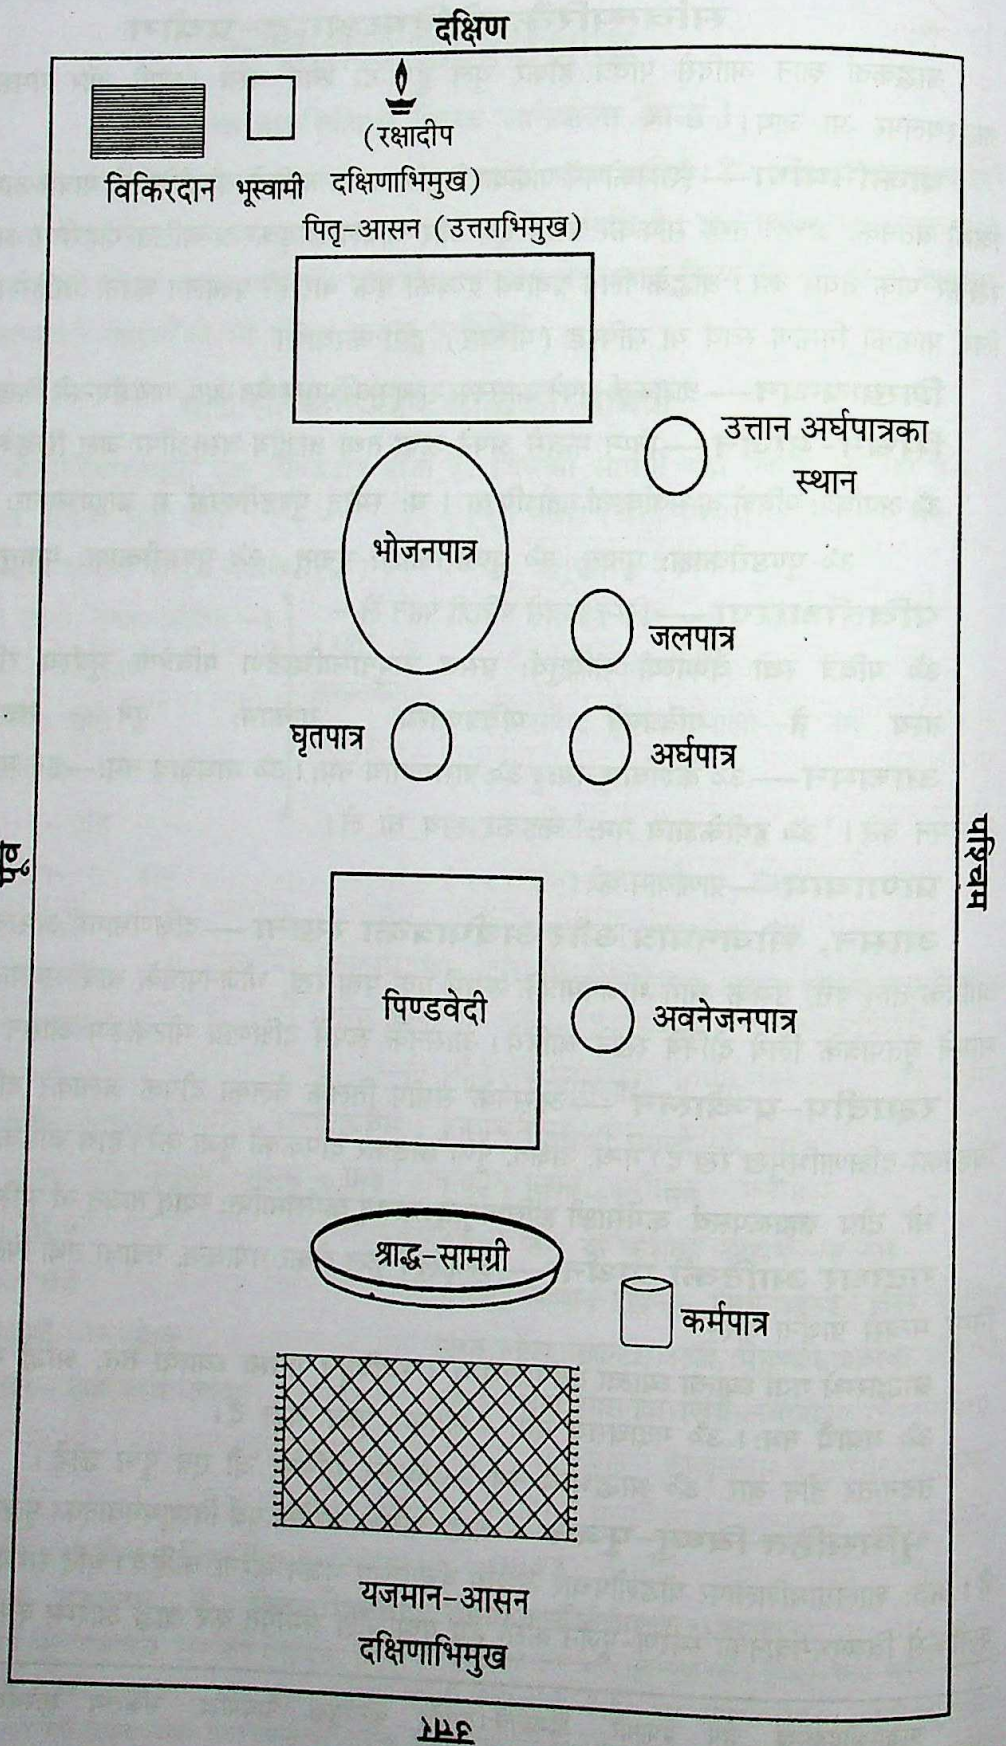 दक्षिण
(रक्षादीप
विकिरदान भूस्वामी दक्षिणाभिमुख)
पितृ-आसन (उत्तराभिमुख)
उत्तान अर्घपात्रका
स्थान
भोजनपात्र
जलपात्र
घृतपात्र
अर्घपात्र
पूर्व
पश्चिम
पिण्डवेदी
अवनेजनपात्र
श्राद्ध-सामग्री
कर्मपात्र
यजमान-आसन
दक्षिणाभिमुख
उत्तर